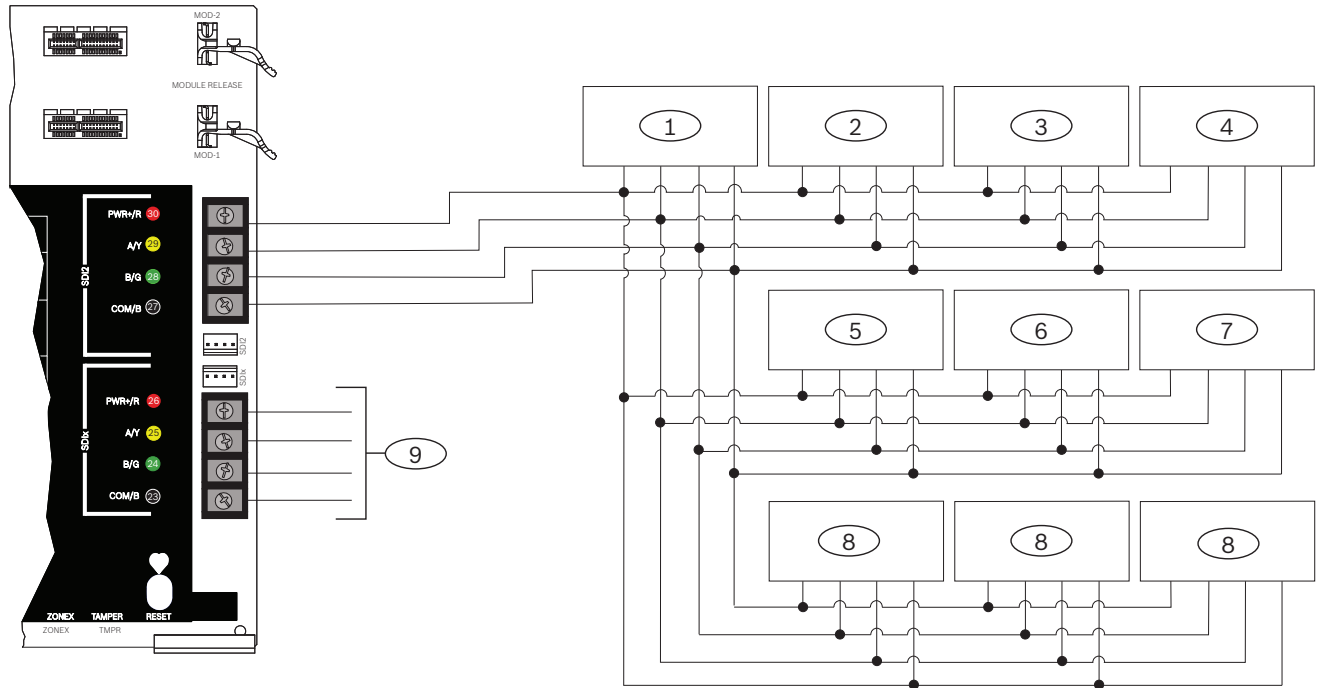 MOD-2
MODULE RELEASE
MOD-1
PWR+/R 30
A/Y 29
B/G 28
COM/B 27
SDI2
SDI2
SDIx
PWR+/R 26
A/Y 25
B/G 24
COM/B 23
SDIx
ZONEX TAMPER RESET
ZONEX TMPR
1 2 3 4
5 6 7
8 8 8
9